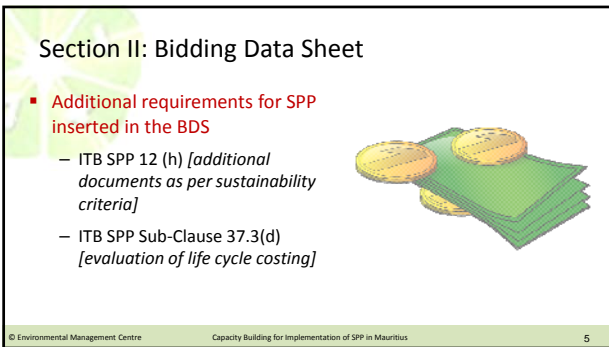 Section II: Bidding Data Sheet
▪ Additional requirements for SPP
inserted in the BDS
– ITB SPP 12 (h) [additional
documents as per sustainability
criteria]
– ITB SPP Sub-Clause 37.3(d)
[evaluation of life cycle costing]
© Environmental Management Centre Capacity Building for Implementation of SPP in Mauritius 5